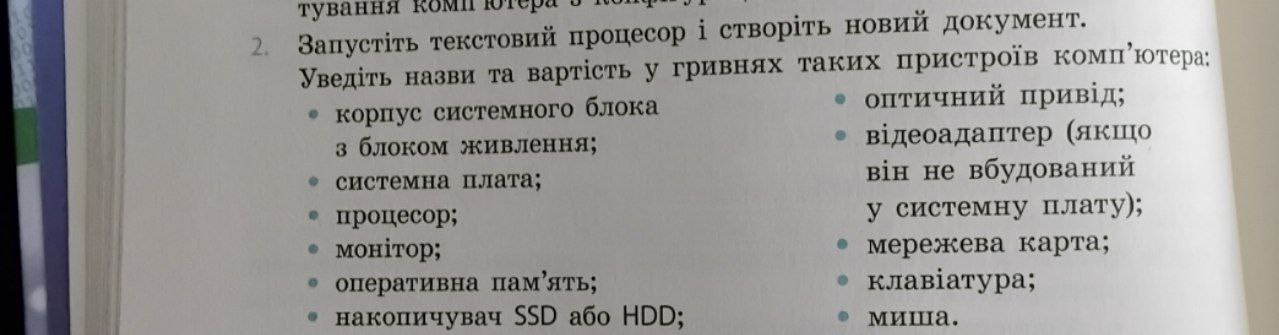 тування комп'ютера з
2. Запустіть текстовий процесор і створіть новий документ.
Уведіть назви та вартість у гривнях таких пристроїв комп'ютера:
• корпус системного блока
з блоком живлення;
• системна плата;
• процесор;
• монітор;
• оперативна пам'ять;
• накопичувач SSD або HDD;
• оптичний привід;
• відеоадаптер (якщо
він не вбудований
у системну плату);
• мережева карта;
• клавіатура;
• миша.